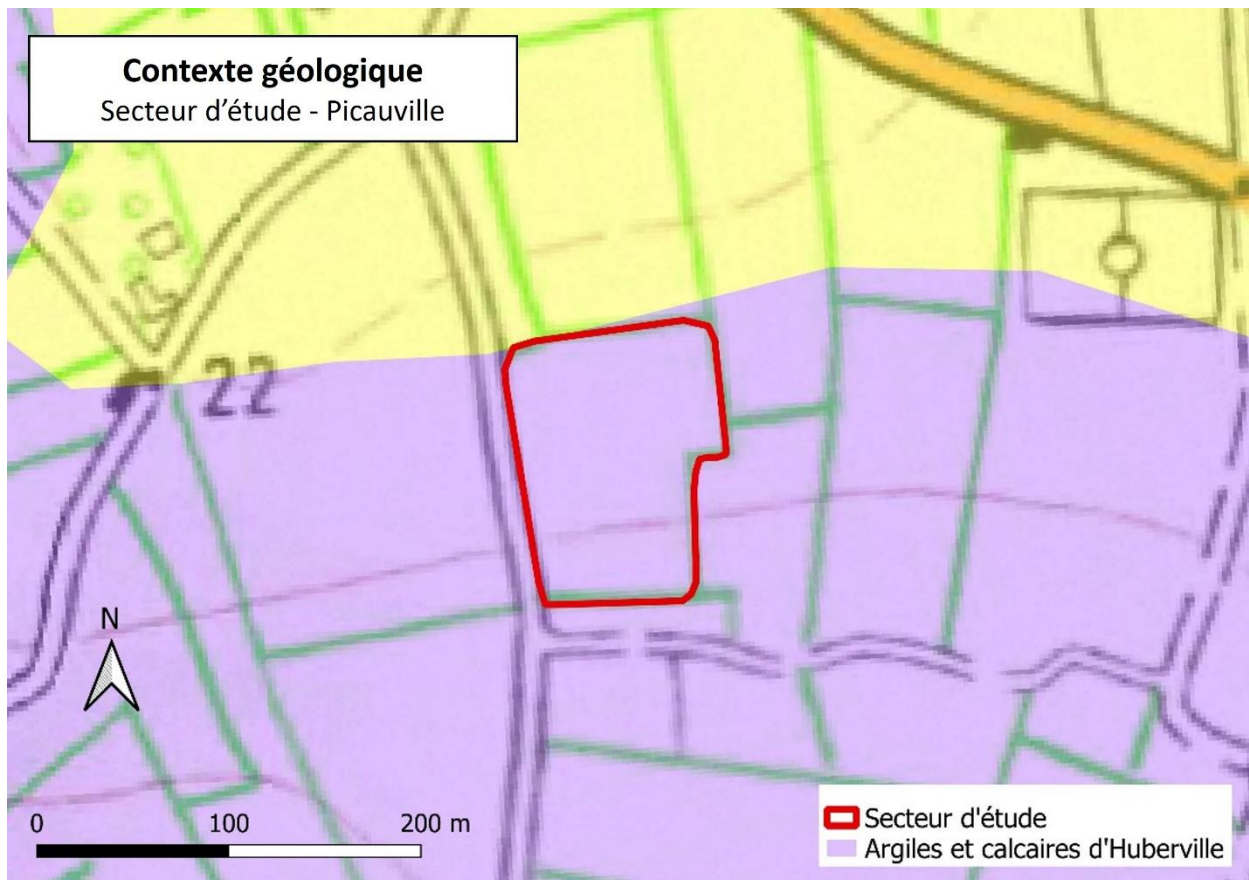 Contexte géologique
Secteur d’étude - Picauville
22
N
0 100 200 m
Secteur d'étude
Argiles et calcaires d'Huberville